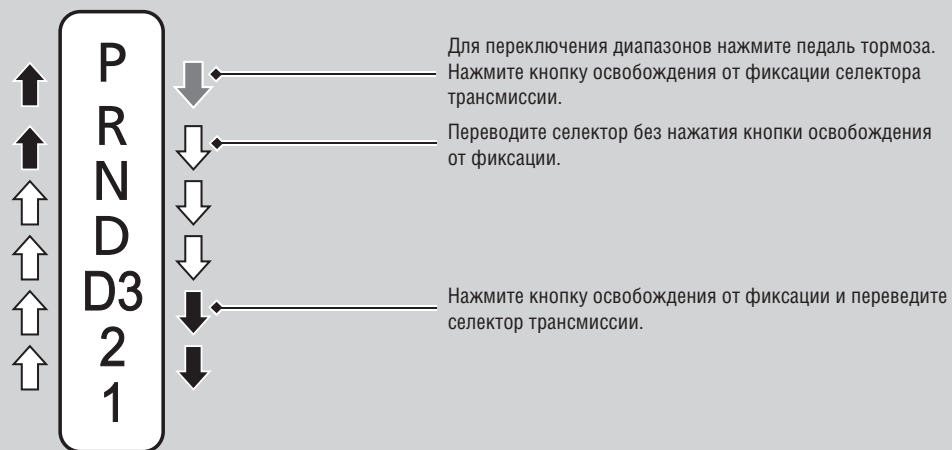 P
R
N
D
D3
2
1
Для переключения диапазонов нажмите педаль тормоза.
Нажмите кнопку освобождения от фиксации селектора
трансмиссии.
Переводите селектор без нажатия кнопки освобождения
от фиксации.
Нажмите кнопку освобождения от фиксации и переведите
селектор трансмиссии.